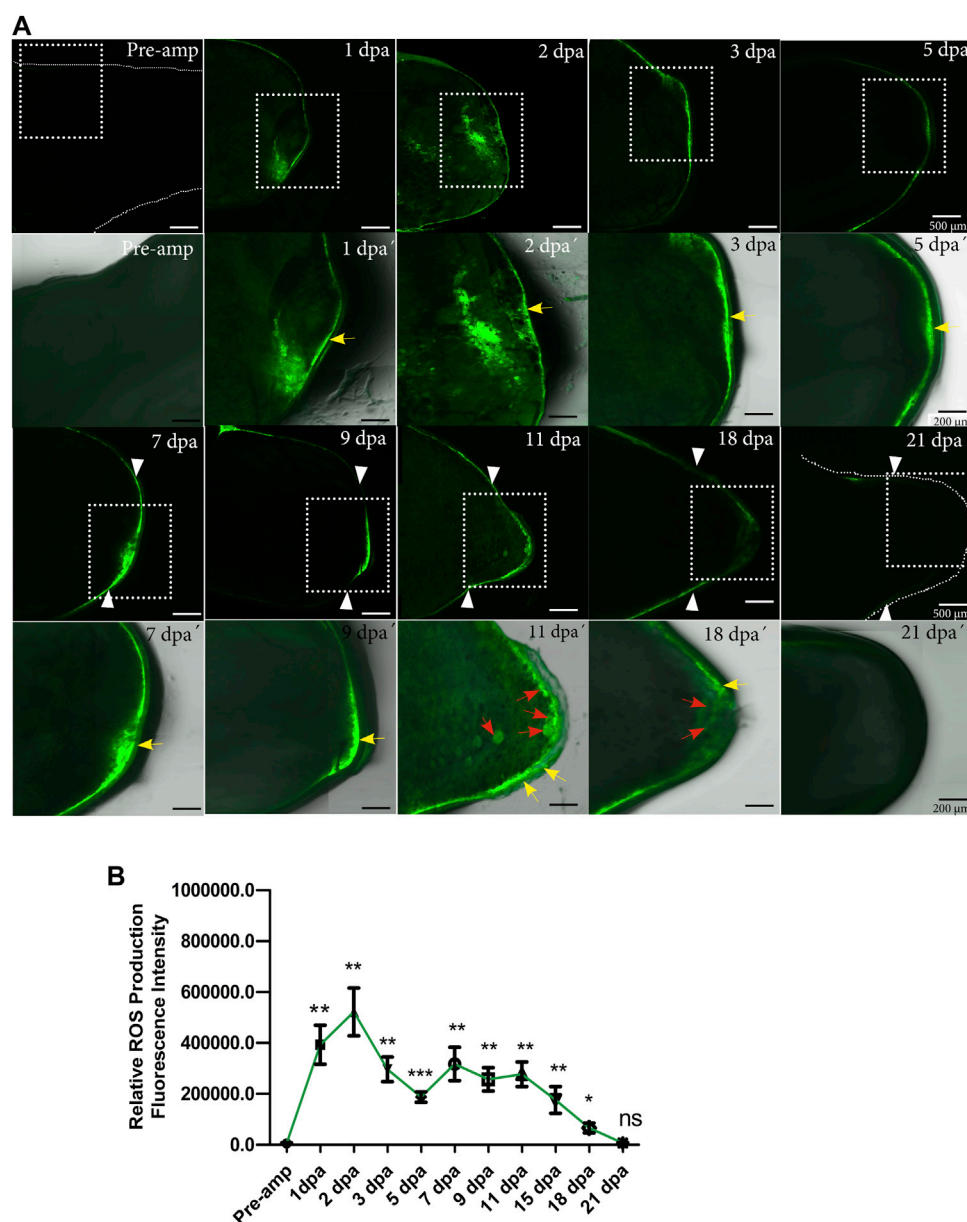 A
Pre-amp 1 dpa 2 dpa 3 dpa 5 dpa
500 µm
Pre-amp 1 dpa´ 2 dpa´ 3 dpa 5 dpa´
200 µm
7 dpa 9 dpa 11 dpa 18 dpa 21 dpa
500 µm
7 dpa´ 9 dpa´ 11 dpa´ 18 dpa´ 21 dpa´
200 µm
B
Relative ROS Production
Fluorescence Intensity
1000000.0
800000.0
600000.0
400000.0
200000.0
0.0
** ** ** *** ** ** ** ** * ns
Pre-amp 1dpa 2 dpa 3 dpa 5 dpa 7 dpa 9 dpa 11 dpa 15 dpa 18 dpa 21 dpa